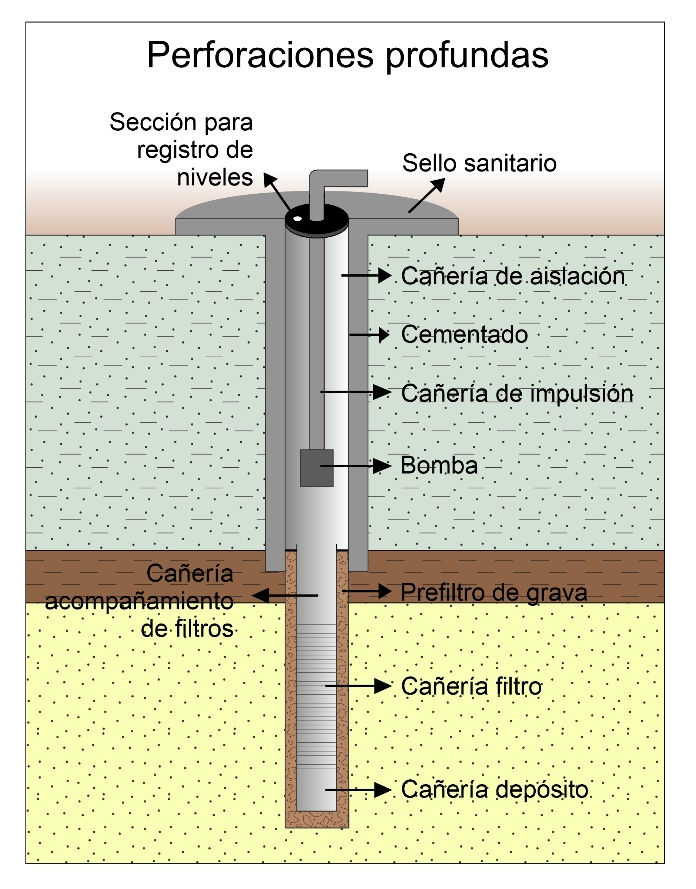 Perforaciones profundas
Sección para
registro de
niveles
Sello sanitario
Cañería de aislación
Cementado
Cañería de impulsión
Bomba
Cañería
acompañamiento
de filtros
Prefiltro de grava
Cañería filtro
Cañería depósito